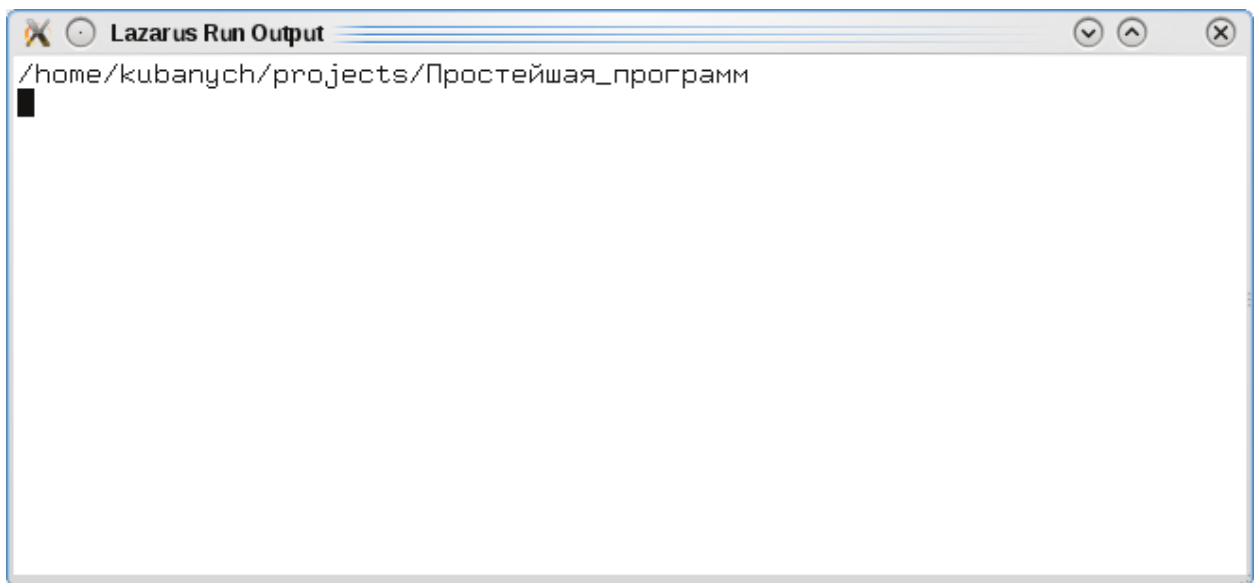 Lazarus Run Output
/home/kubanych/projects/Простейшая_программ